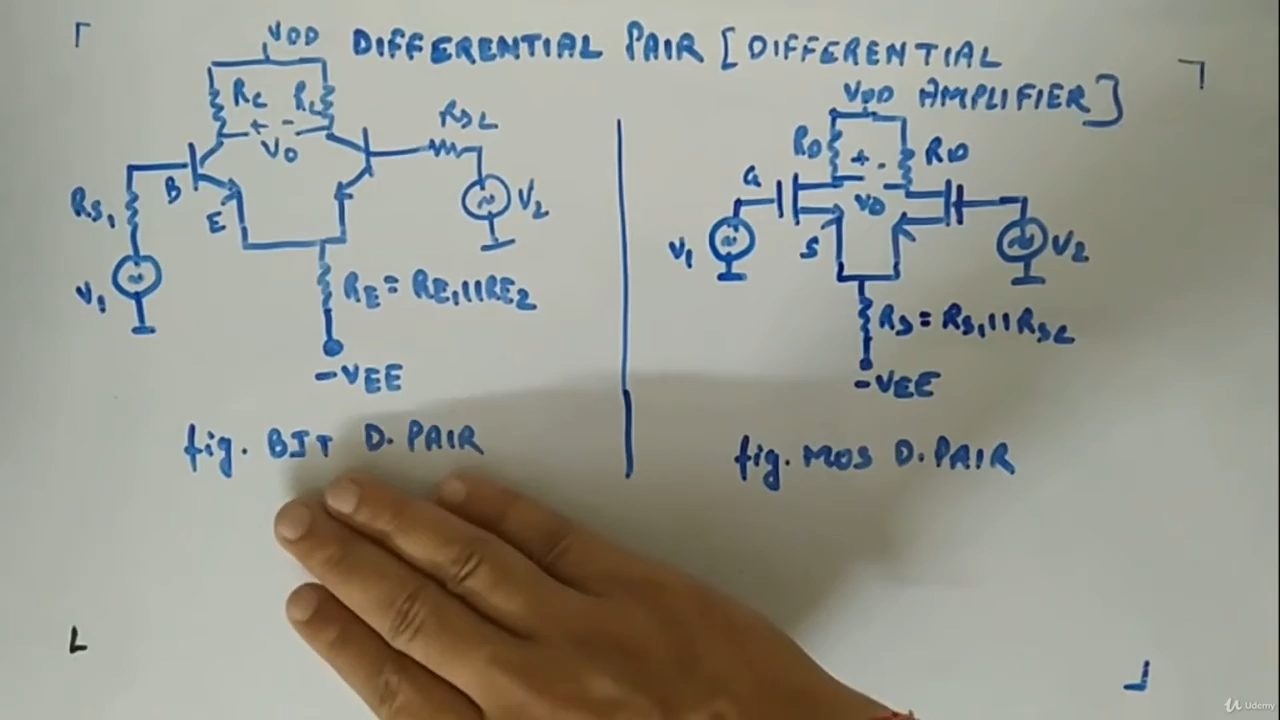 DIFFERENTIAL PAIR [DIFFERENTIAL
AMPLIFIER]
VDD
RC
RC
+ -
VO
RS2
B
E
RS1
V1
V2
RE = RE1||RE2
-VEE
fig. BJT D. PAIR
VDD
RD
RD
+ -
VO
G
S
V1
V2
RS = RS1||RS2
-VEE
fig. MOS D. PAIR
Udemy